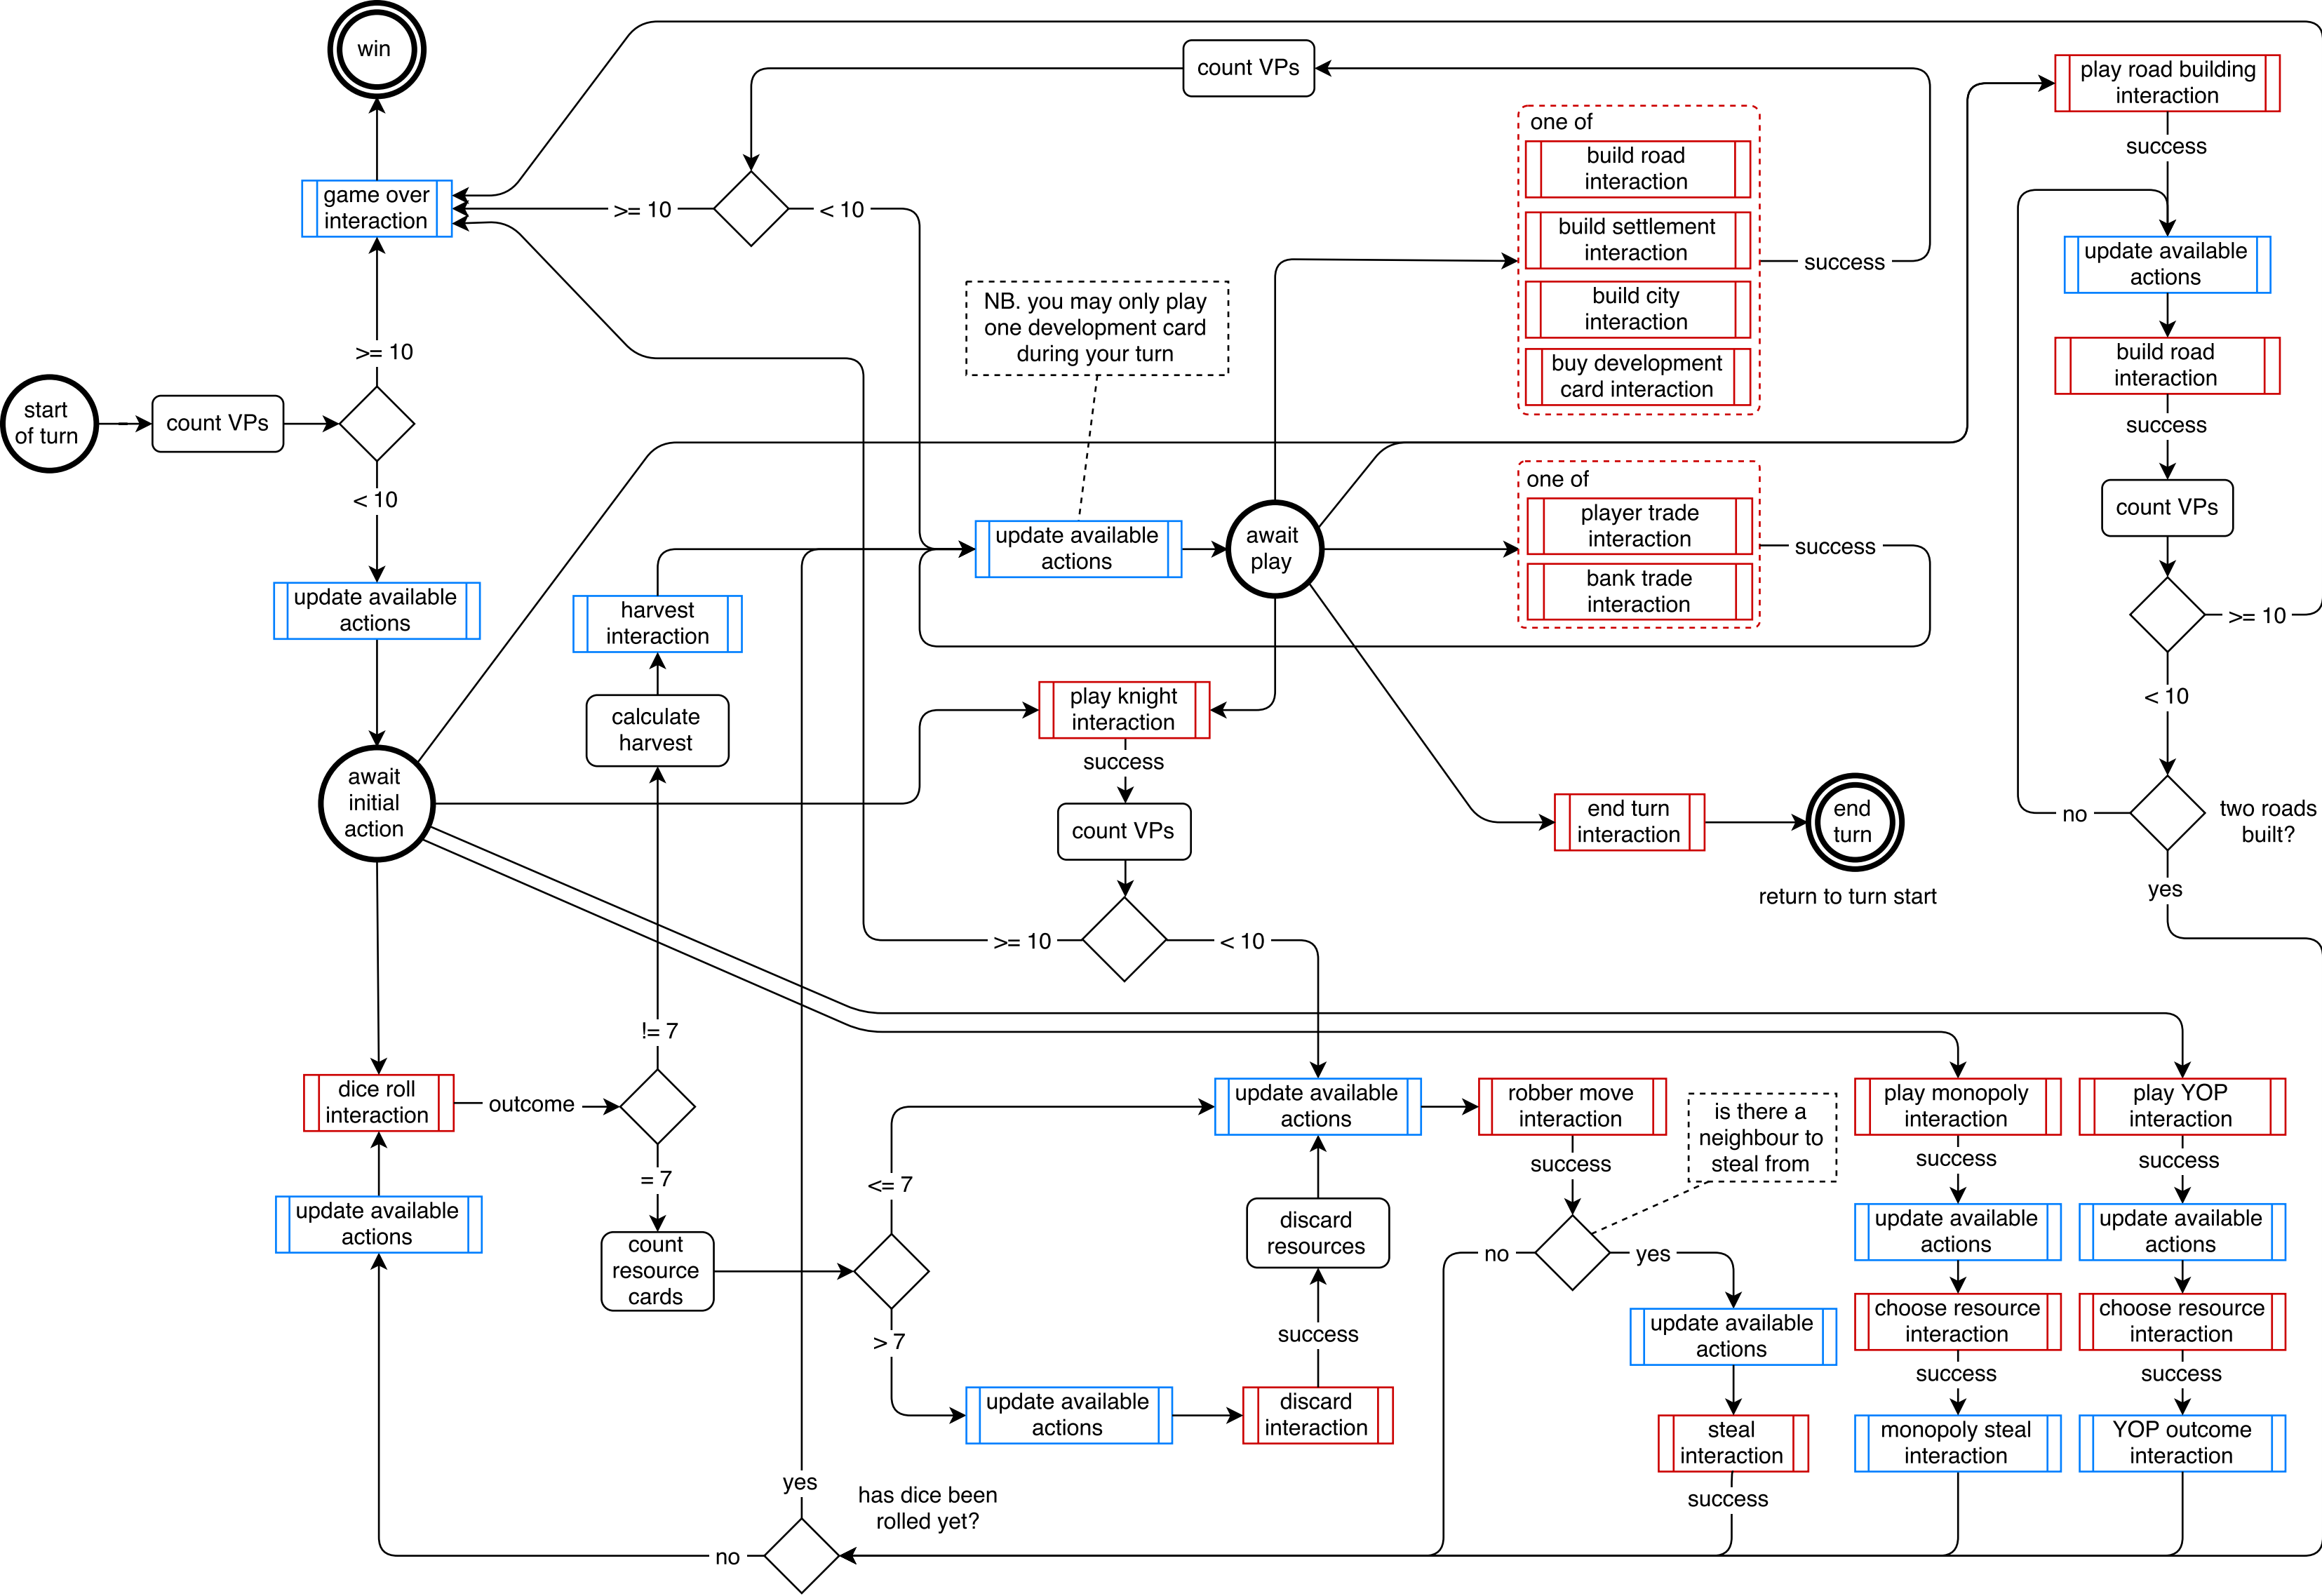 win
count VPs
play road building
interaction
success
one of
build road
interaction
build settlement
interaction
build city
interaction
buy development
card interaction
success
game over
interaction
>= 10
< 10
update available
actions
NB. you may only play
one development card
during your turn
>= 10
build road
interaction
success
start
of turn
count VPs
< 10
one of
player trade
interaction
bank trade
interaction
success
count VPs
update available
actions
await
play
update available
actions
harvest
interaction
>= 10
calculate
harvest
play knight
interaction
success
< 10
await
initial
action
count VPs
end turn
interaction
end
turn
no
two roads
built?
return to turn start
yes
>= 10
< 10
!= 7
dice roll
interaction
outcome
update available
actions
robber move
interaction
is there a
neighbour to
steal from
play monopoly
interaction
play YOP
interaction
success
success
success
= 7
<= 7
update available
actions
discard
resources
update available
actions
update available
actions
count
resource
cards
no
yes
update available
actions
choose resource
interaction
choose resource
interaction
> 7
success
success
success
update available
actions
discard
interaction
steal
interaction
monopoly steal
interaction
YOP outcome
interaction
yes
has dice been
rolled yet?
success
no